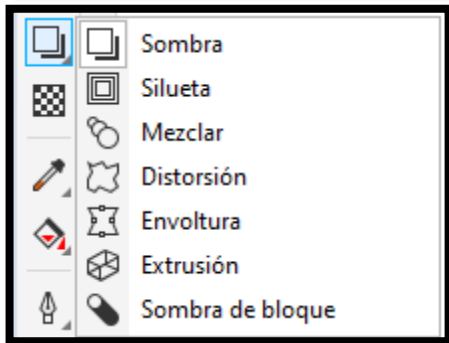 Sombra
Silueta
Mezclar
Distorsión
Envoltura
Extrusión
Sombra de bloque